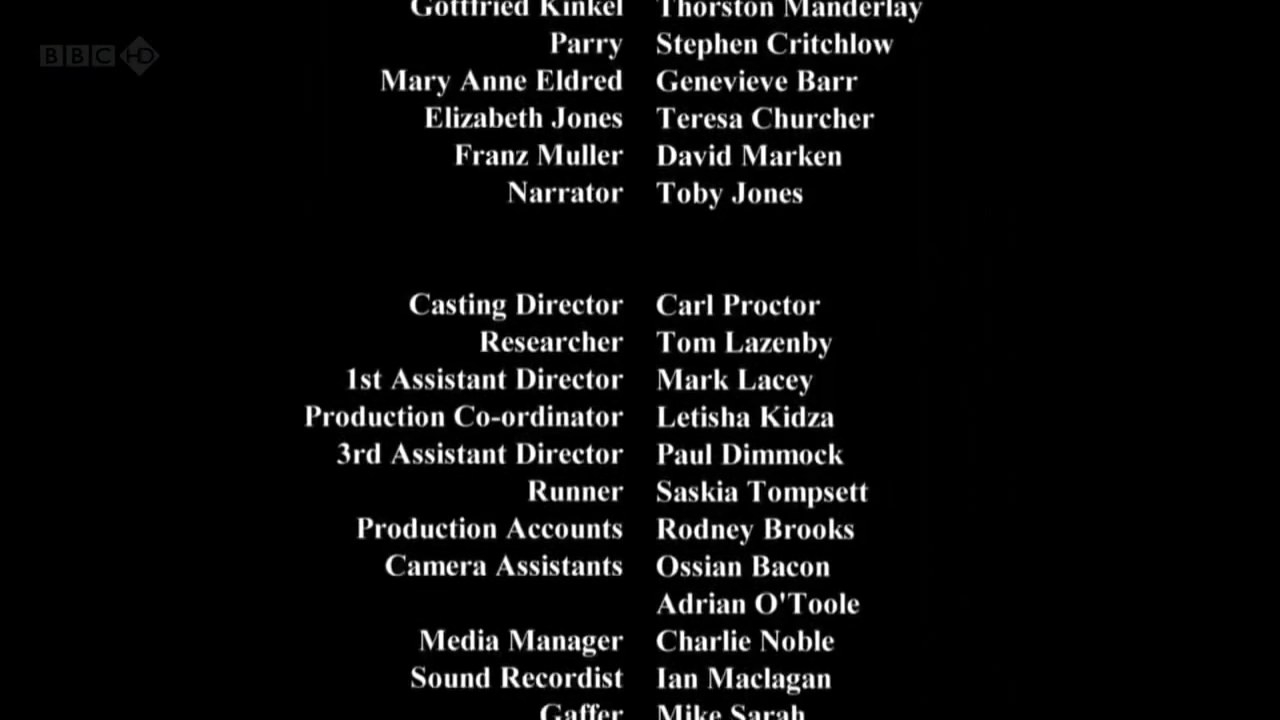 Gottfried Kinkel Thorston Manderlay
BBC HD
Parry Stephen Critchlow
Mary Anne Eldred Genevieve Barr
Elizabeth Jones Teresa Churcher
Franz Muller David Marken
Narrator Toby Jones
Casting Director Carl Proctor
Researcher Tom Lazenby
1st Assistant Director Mark Lacey
Production Co-ordinator Letisha Kidza
3rd Assistant Director Paul Dimmock
Runner Saskia Tompsett
Production Accounts Rodney Brooks
Camera Assistants Ossian Bacon
Adrian O'Toole
Media Manager Charlie Noble
Sound Recordist Ian Maclagan
Gaffer Mike Sarah